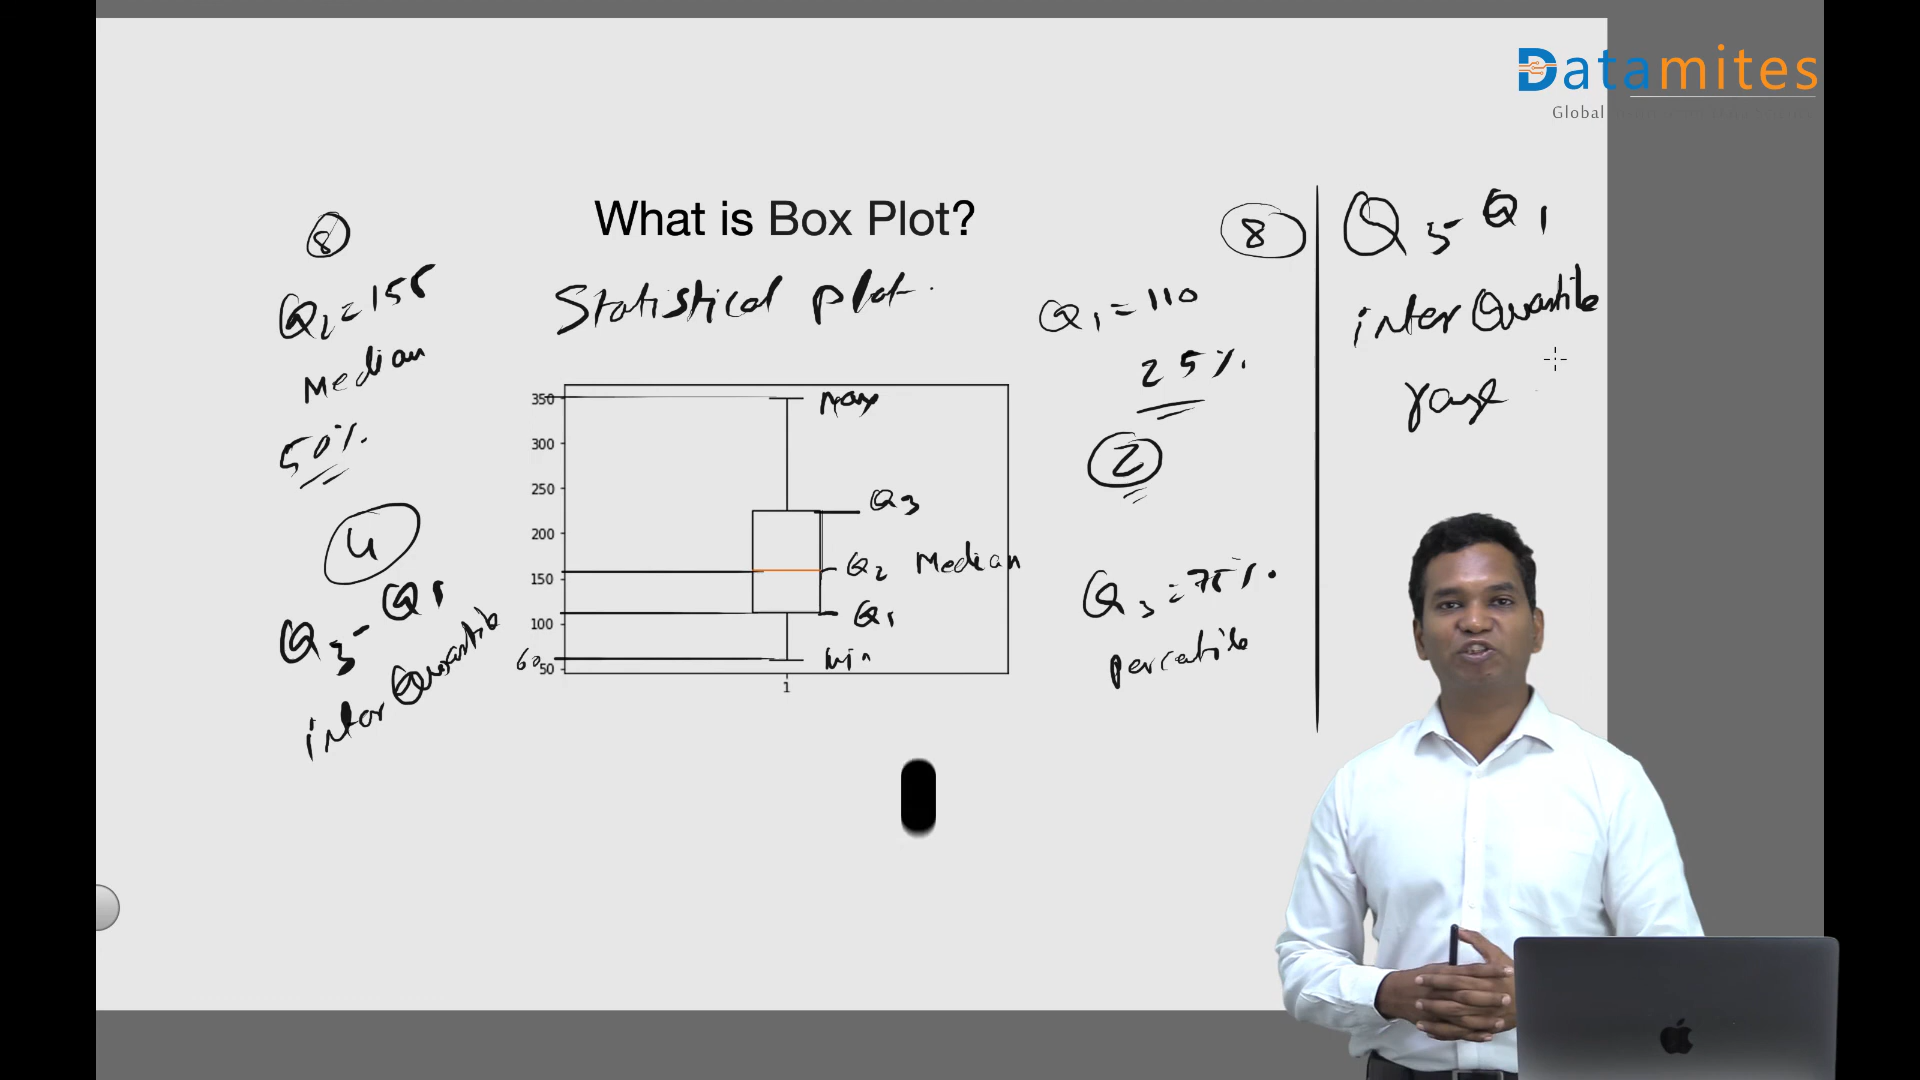 Datamites
Global
What is Box Plot?
Statistical plot.
8
Q2 = 155
Median
50%
4
Q3 - Q1
inter Quantile
350
300
250
200
150
100
50
60
1
Max
Q3
Q2 Median
Q1
Min
8
Q1 = 110
25%
2
Q3 = 75%
Q3 - Q1
inter Quantile
range